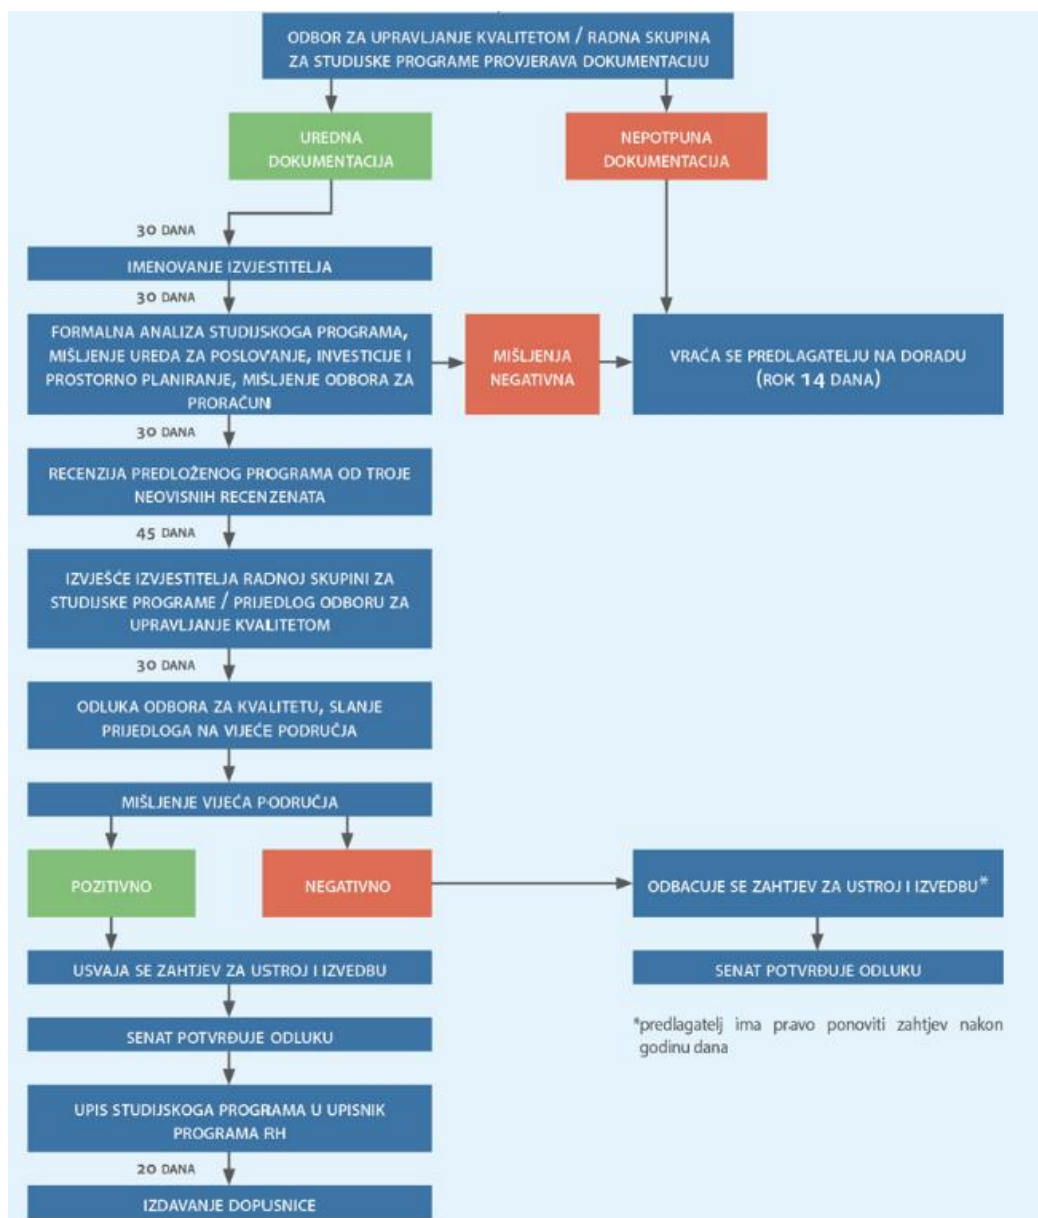 ODBOR ZA UPRAVLJANJE KVALITETOM / RADNA SKUPINA
ZA STUDIJSKE PROGRAME PROVJERAVA DOKUMENTACIJU
UREDNA
DOKUMENTACIJA
NEPOTPUNA
DOKUMENTACIJA
30 DANA
IMENOVANJE IZVJESTITELJA
30 DANA
FORMALNA ANALIZA STUDIJSKOGA PROGRAMA,
MIŠLJENJE UREDA ZA POSLOVANJE, INVESTICIJE I
PROSTORNO PLANIRANJE, MIŠLJENJE ODBORA ZA
PRORAČUN
MIŠLJENJA
NEGATIVNA
VRAĆA SE PREDLAGATELJU NA DORADU
(ROK 14 DANA)
30 DANA
RECENZIJA PREDLOŽENOG PROGRAMA OD TROJE
NEOVISNIH RECENZENATA
45 DANA
IZVJEŠĆE IZVJESTITELJA RADNOJ SKUPINI ZA
STUDIJSKE PROGRAME / PRIJEDLOG ODBORU ZA
UPRAVLJANJE KVALITETOM
30 DANA
ODLUKA ODBORA ZA KVALITETU, SLANJE
PRIJEDLOGA NA VIJEĆE PODRUČJA
MIŠLJENJE VIJEĆA PODRUČJA
POZITIVNO
NEGATIVNO
ODBACUJE SE ZAHTJEV ZA USTROJ I IZVEDBU*
USVAJA SE ZAHTJEV ZA USTROJ I IZVEDBU
SENAT POTVRĐUJE ODLUKU
SENAT POTVRĐUJE ODLUKU
*predlagatelj ima pravo ponoviti zahtjev nakon
godinu dana
UPIS STUDIJSKOGA PROGRAMA U UPISNIK
PROGRAMA RH
20 DANA
IZDAVANJE DOPUSNICE